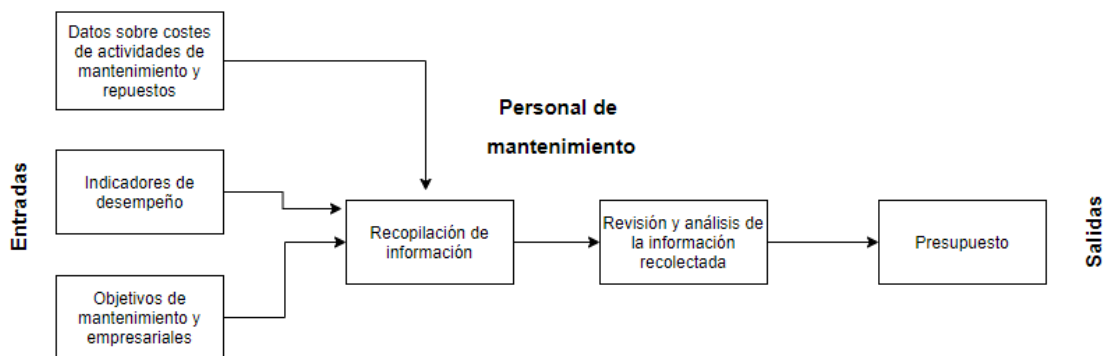 Datos sobre costes
de actividades de
mantenimiento y
repuestos
Personal de
mantenimiento
Entradas
Indicadores de
desempeño
Recopilación de
información
Revisión y análisis de
la información
recolectada
Presupuesto
Salidas
Objetivos de
mantenimiento y
empresariales